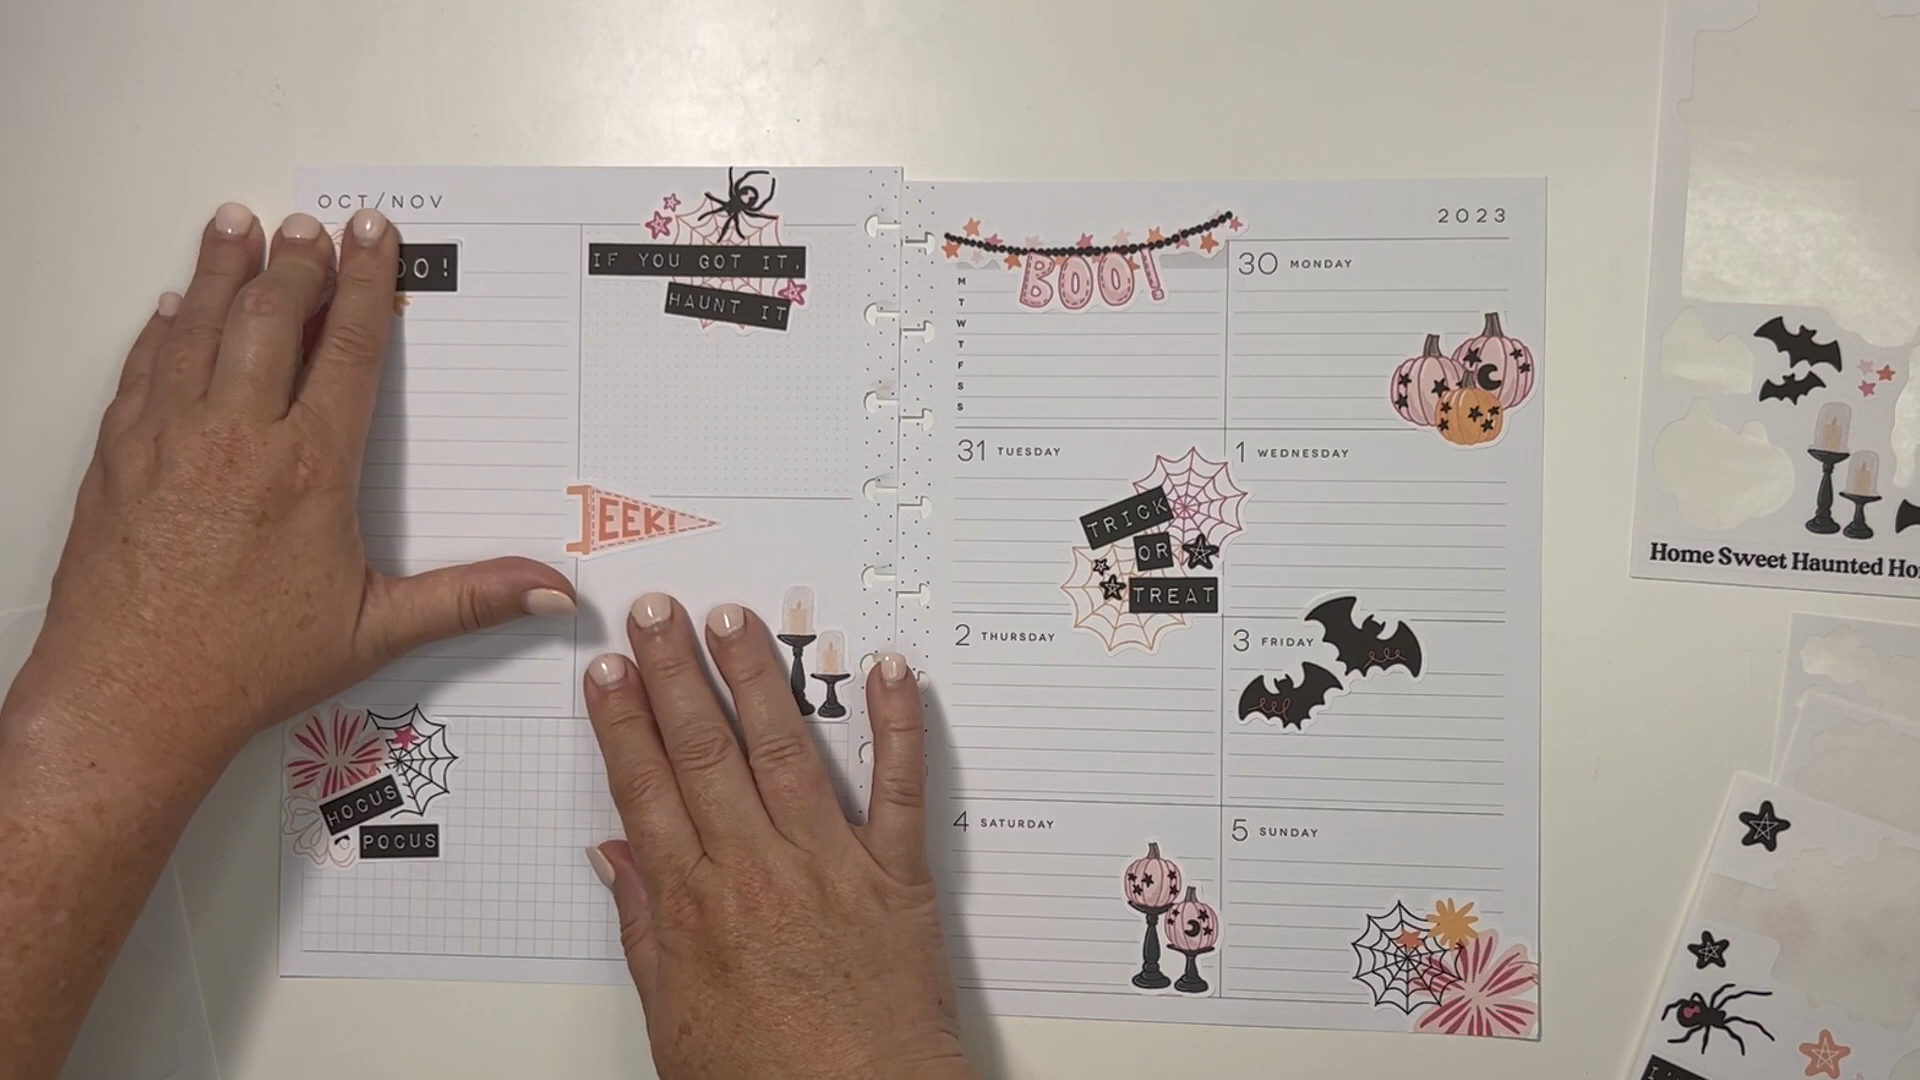 OCT/NOV
OO!
IF YOU GOT IT,
HAUNT IT
EEK!
HOCUS
POCUS
2023
BOO!
M
T
W
T
F
S
S
30 MONDAY
31 TUESDAY
1 WEDNESDAY
TRICK
OR
TREAT
2 THURSDAY
3 FRIDAY
4 SATURDAY
5 SUNDAY
Home Sweet Haunted Ho